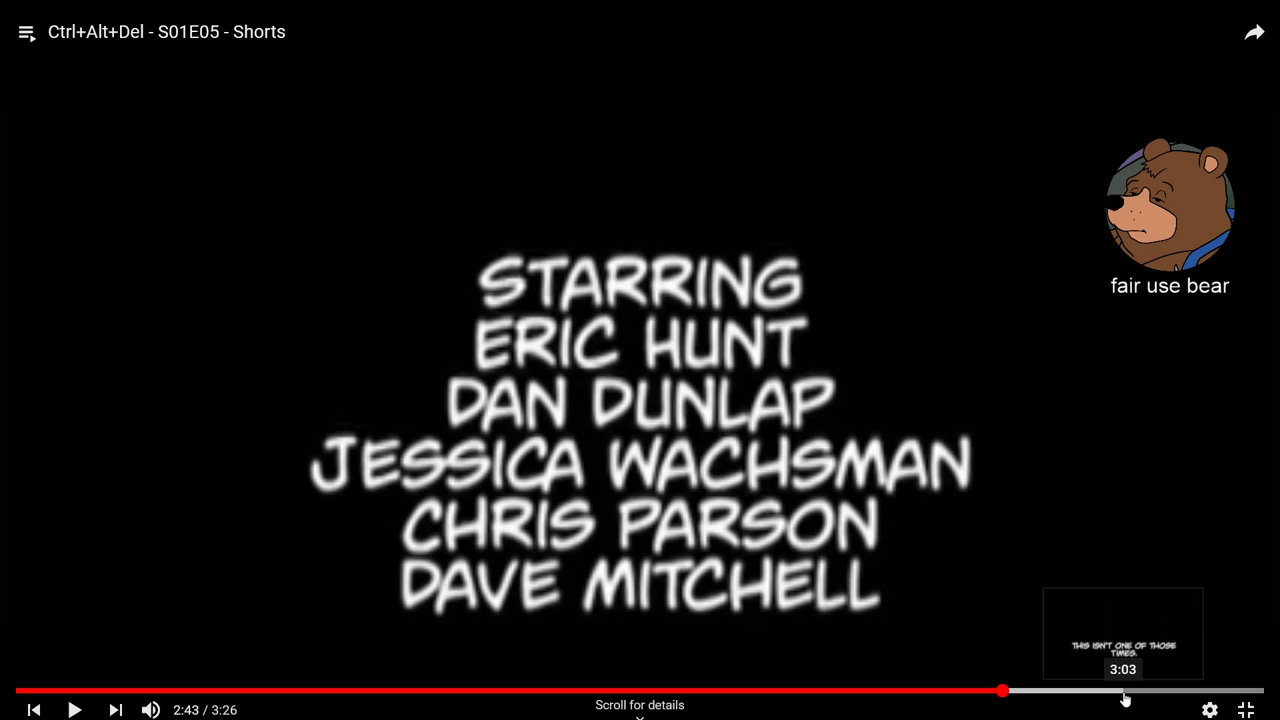 Ctrl+Alt+Del - S01E05 - Shorts
fair use bear
STARRING
ERIC HUNT
DAN DUNLAP
JESSICA WACHSMAN
CHRIS PARSON
DAVE MITCHELL
THIS ISN'T ONE OF THOSE
TIMES.
3:03
2:43 / 3:26
Scroll for details